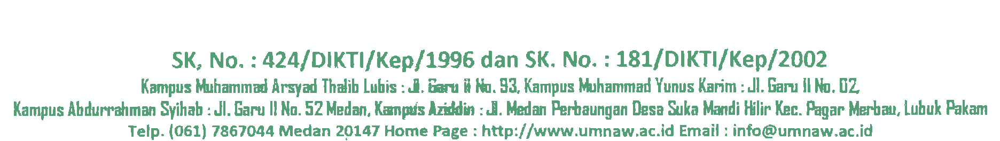 SK. No. : 424/DIKTI/Kep/1996 dan SK. No. : 181/DIKTI/Kep/2002
Kampus Muhammad Arsyad Thalib Lubis : Jl. Garu II No. 93, Kampus Muhammad Yunus Karim : Jl. Garu II No. 02,
Kampus Abdurrahman Syihab : Jl. Garu II No. 52 Medan, Kampus Aziddin : Jl. Medan Perbaungan Desa Suka Mandi Hilir Kec. Pagar Merbau, Lubuk Pakam
Telp. (061) 7867044 Medan 20147 Home Page : http://www.umnaw.ac.id Email : info@umnaw.ac.id